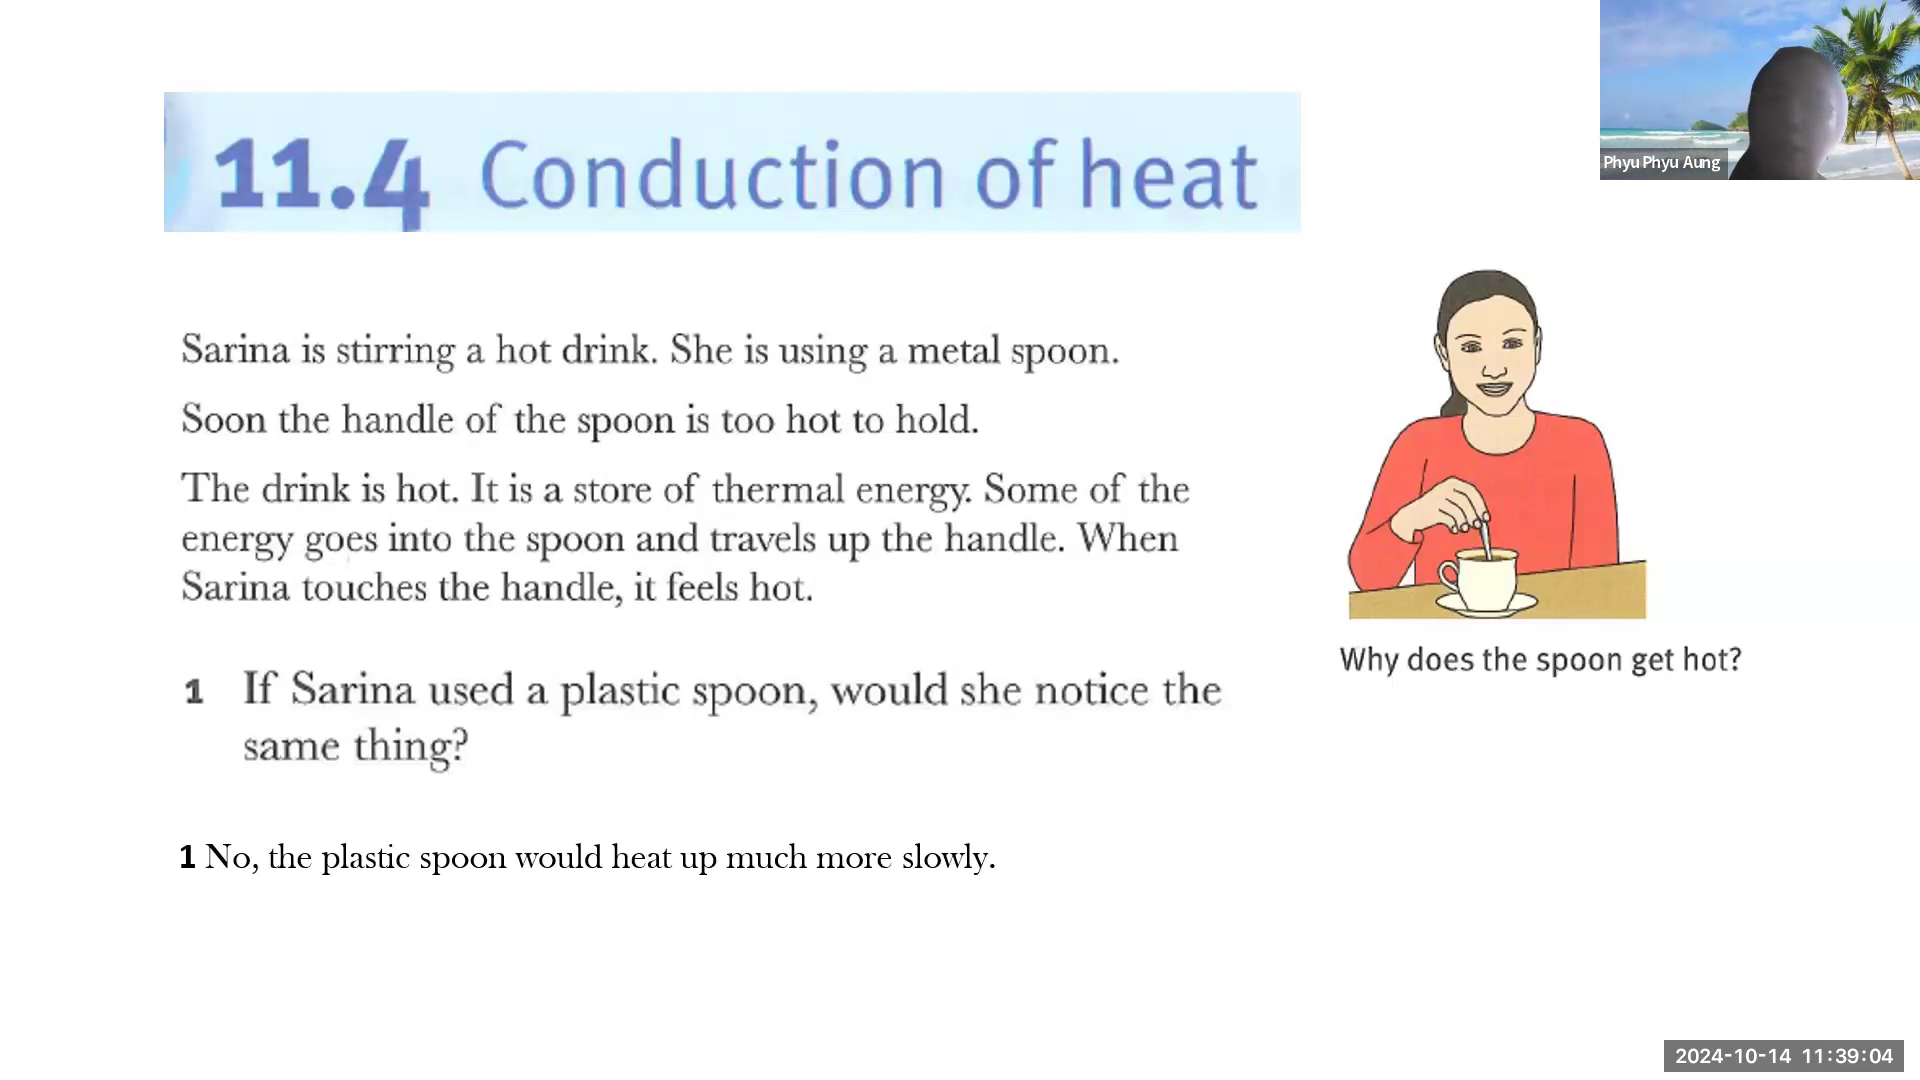 11.4 Conduction of heat
Phyu Phyu Aung
Sarina is stirring a hot drink. She is using a metal spoon.
Soon the handle of the spoon is too hot to hold.
The drink is hot. It is a store of thermal energy. Some of the
energy goes into the spoon and travels up the handle. When
Sarina touches the handle, it feels hot.
Why does the spoon get hot?
1 If Sarina used a plastic spoon, would she notice the
same thing?
1 No, the plastic spoon would heat up much more slowly.
2024-10-14 11:39:04